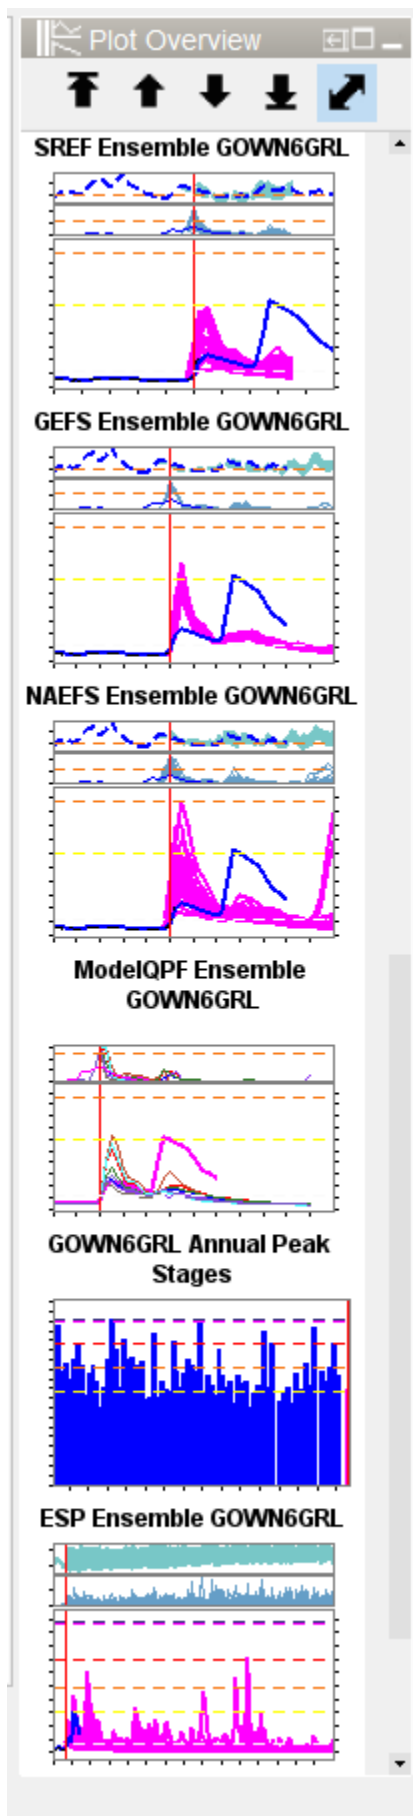 Plot Overview
SREF Ensemble GOWN6GRL
GEFS Ensemble GOWN6GRL
NAEFS Ensemble GOWN6GRL
ModelQPF Ensemble
GOWN6GRL
GOWN6GRL Annual Peak
Stages
ESP Ensemble GOWN6GRL